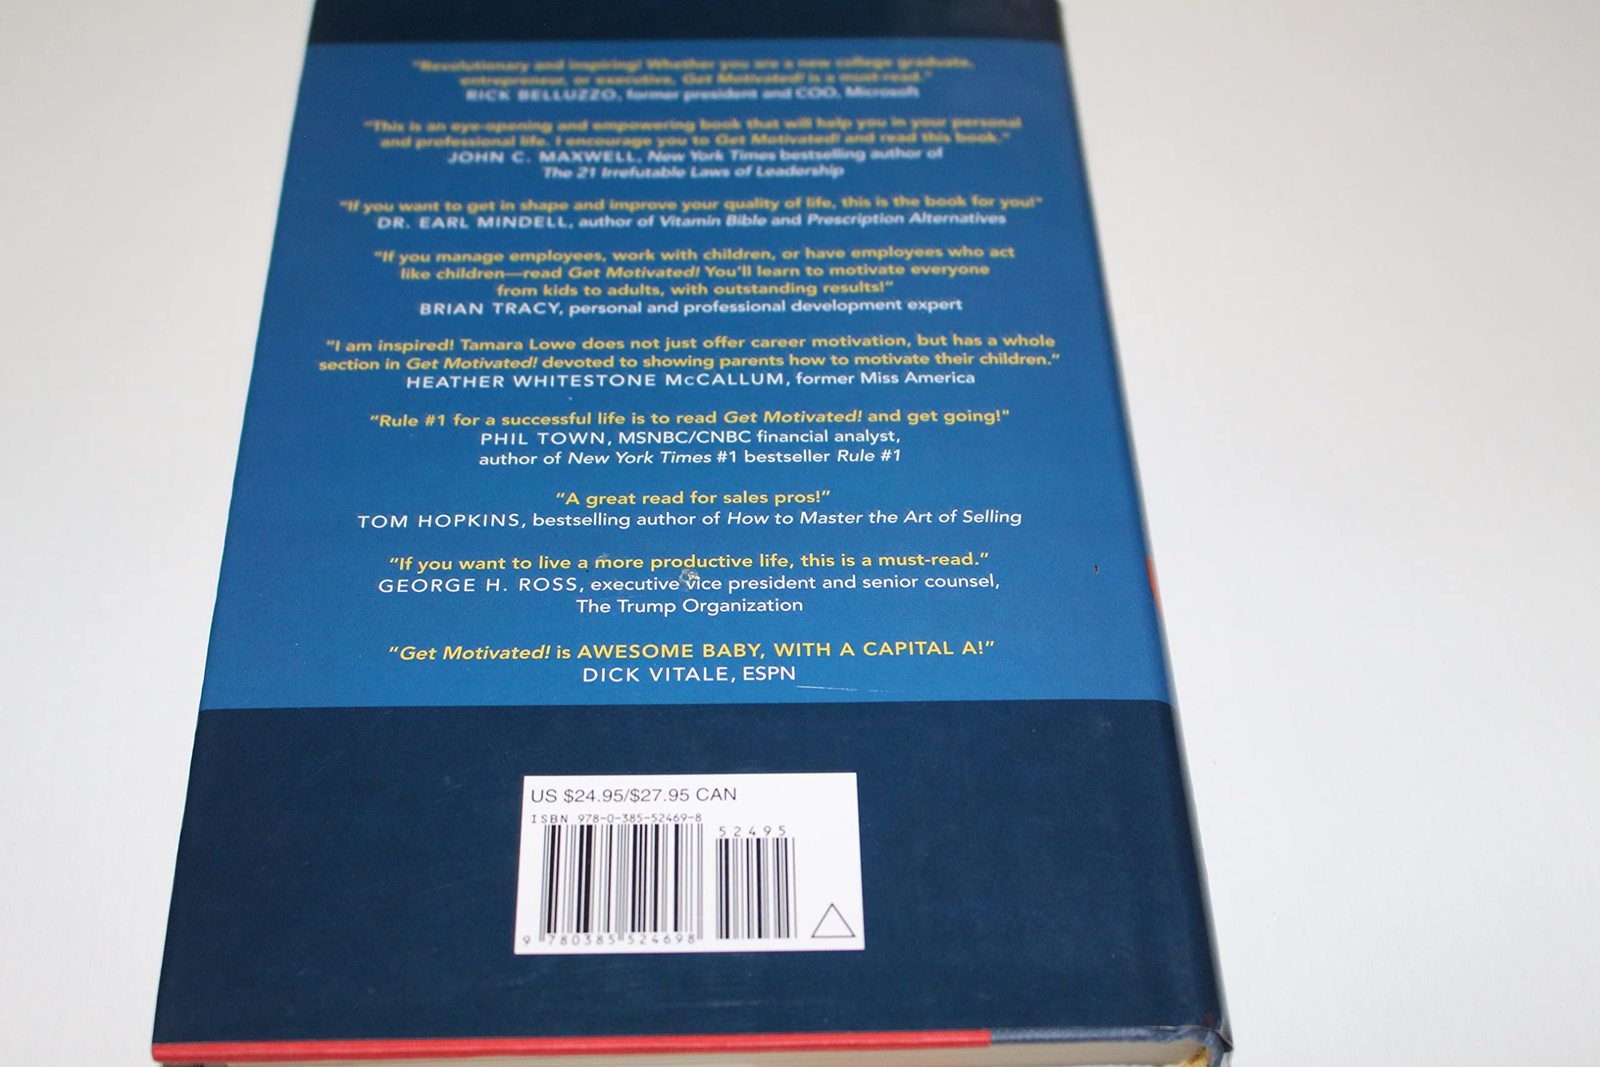 "Revolutionary and inspiring! Whether you are a new college graduate,
entrepreneur, or executive, Get Motivated! is a must-read."
RICK BELLUZZO, former president and COO, Microsoft
"This is an eye-opening and empowering book that will help you in your personal
and professional life. I encourage you to Get Motivated! and read this book."
JOHN C. MAXWELL, New York Times bestselling author of
The 21 Irrefutable Laws of Leadership
"If you want to get in shape and improve your quality of life, this is the book for you!"
DR. EARL MINDELL, author of Vitamin Bible and Prescription Alternatives
"If you manage employees, work with children, or have employees who act
like children—read Get Motivated! You'll learn to motivate everyone
from kids to adults, with outstanding results!"
BRIAN TRACY, personal and professional development expert
"I am inspired! Tamara Lowe does not just offer career motivation, but has a whole
section in Get Motivated! devoted to showing parents how to motivate their children."
HEATHER WHITESTONE McCALLUM, former Miss America
"Rule #1 for a successful life is to read Get Motivated! and get going!"
PHIL TOWN, MSNBC/CNBC financial analyst,
author of New York Times #1 bestseller Rule #1
"A great read for sales pros!"
TOM HOPKINS, bestselling author of How to Master the Art of Selling
"If you want to live a more productive life, this is a must-read."
GEORGE H. ROSS, executive vice president and senior counsel,
The Trump Organization
"Get Motivated! is AWESOME BABY, WITH A CAPITAL A!"
DICK VITALE, ESPN
US $24.95/$27.95 CAN
ISBN 978-0-385-52469-8
52495
9 780385 524698